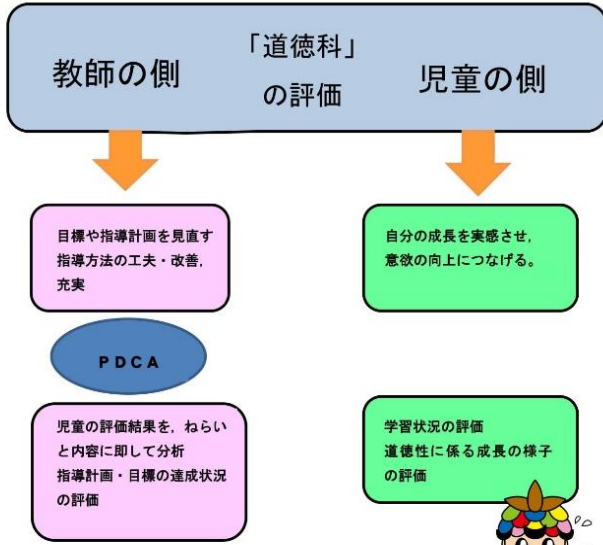 「道徳科」
の評価
教師の側
児童の側
目標や指導計画を見直す
指導方法の工夫・改善,
充実
自分の成長を実感させ,
意欲の向上につなげる。
PDCA
児童の評価結果を, ねらい
と内容に即して分析
指導計画・目標の達成状況
の評価
学習状況の評価
道徳性に係る成長の様子
の評価